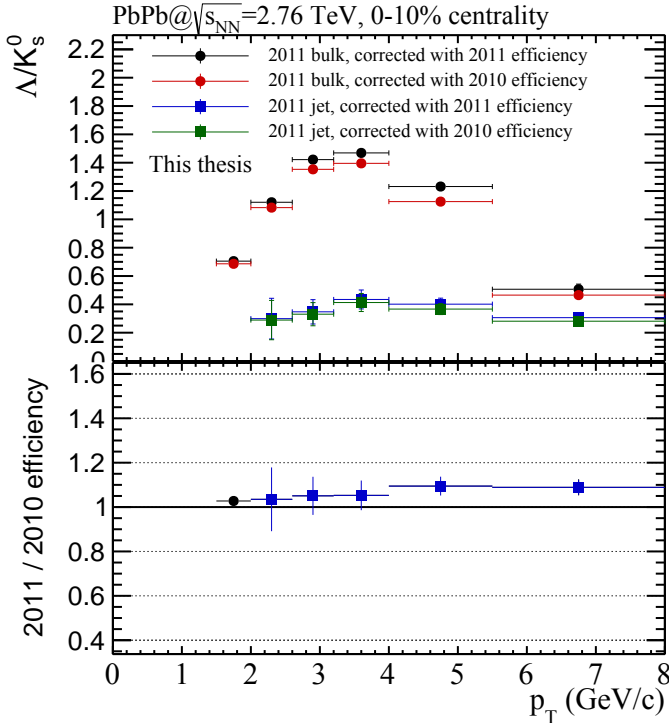 PbPb@√s_NN=2.76 TeV, 0-10% centrality
Λ/K_s^0
2.2
2
1.8
1.6
1.4
1.2
1
0.8
0.6
0.4
0.2
0
2011 bulk, corrected with 2011 efficiency
2011 bulk, corrected with 2010 efficiency
2011 jet, corrected with 2011 efficiency
2011 jet, corrected with 2010 efficiency
This thesis
2011 / 2010 efficiency
1.6
1.4
1.2
1
0.8
0.6
0.4
0 1 2 3 4 5 6 7 8
p_T (GeV/c)